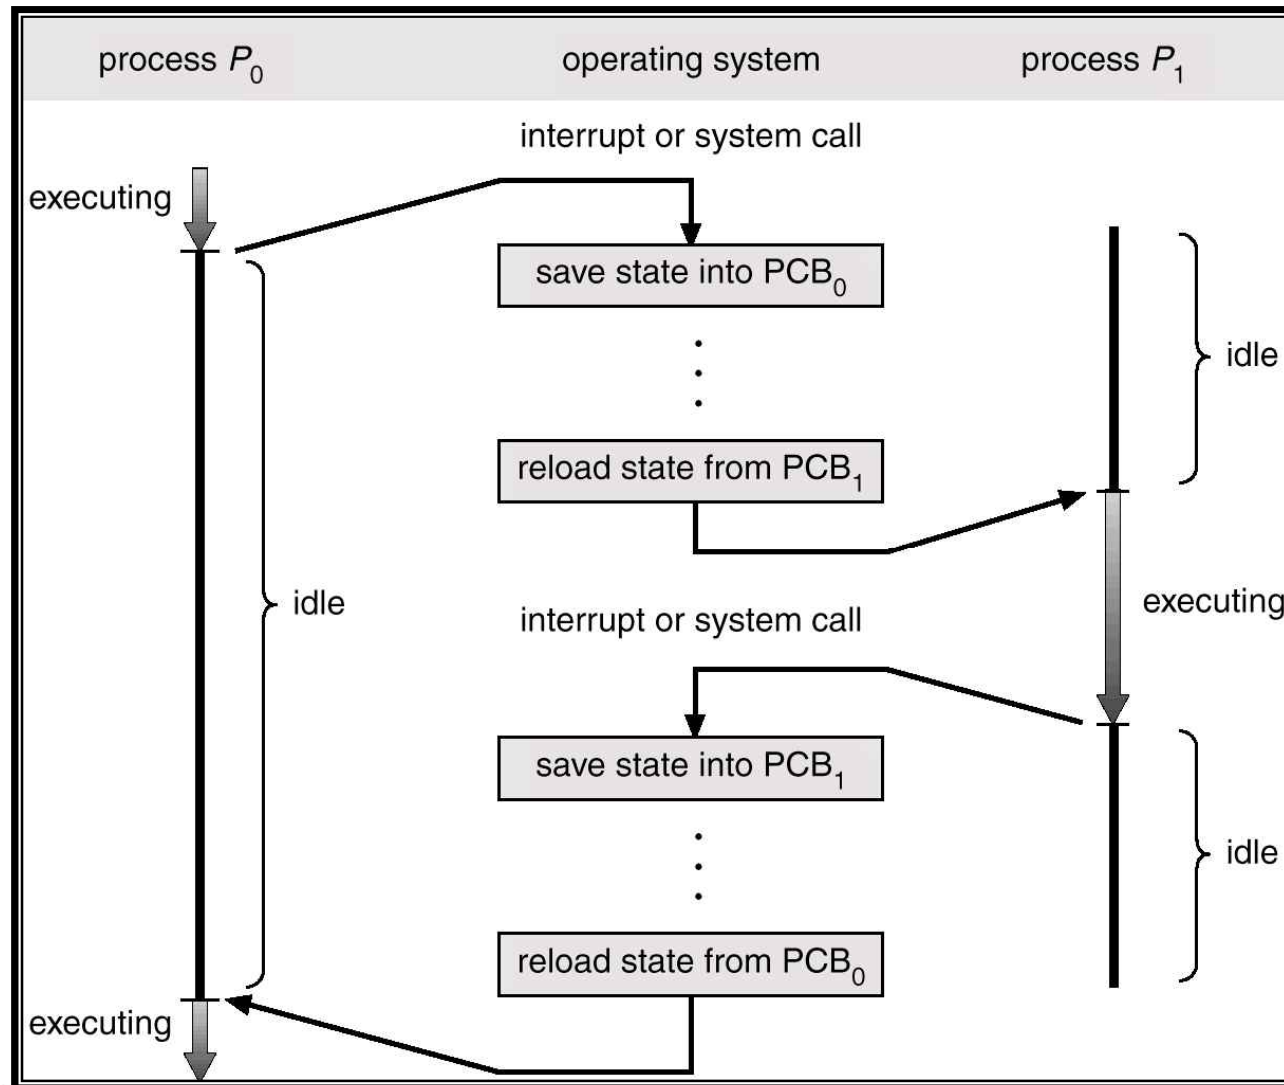 process P0
operating system
process P1
interrupt or system call
executing
save state into PCB0
idle
reload state from PCB1
idle
executing
interrupt or system call
save state into PCB1
idle
reload state from PCB0
executing